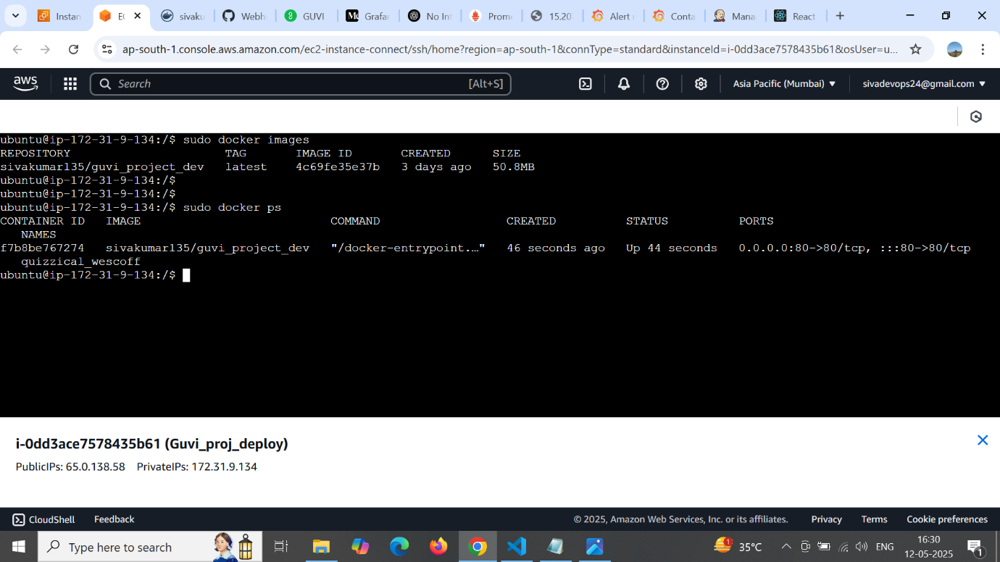 Instan
EC
sivaku
Webh
GUVI
Grafan
No Int
Prome
15.207
Alert r
Conta
Mana
React
ap-south-1.console.aws.amazon.com/ec2-instance-connect/ssh/home?region=ap-south-1&connType=standard&instanceId=i-0dd3ace7578435b61&osUser=u...
aws
Search
[Alt+S]
Asia Pacific (Mumbai)
sivadevops24@gmail.com
ubuntu@ip-172-31-9-134:/$ sudo docker images
REPOSITORY TAG IMAGE ID CREATED SIZE
sivakumar135/guvi_project_dev latest 4c69fe35e37b 3 days ago 50.8MB
ubuntu@ip-172-31-9-134:/$
ubuntu@ip-172-31-9-134:/$
ubuntu@ip-172-31-9-134:/$ sudo docker ps
CONTAINER ID IMAGE COMMAND CREATED STATUS PORTS
NAMES
f7b8be767274 sivakumar135/guvi_project_dev "/docker-entrypoint.…" 46 seconds ago Up 44 seconds 0.0.0.0:80->80/tcp, :::80->80/tcp
quizzical_wescoff
ubuntu@ip-172-31-9-134:/$
i-0dd3ace7578435b61 (Guvi_proj_deploy)
PublicIPs: 65.0.138.58 PrivateIPs: 172.31.9.134
CloudShell
Feedback
© 2025, Amazon Web Services, Inc. or its affiliates.
Privacy
Terms
Cookie preferences
Type here to search
1
35°C
ENG
16:30
12-05-2025
1